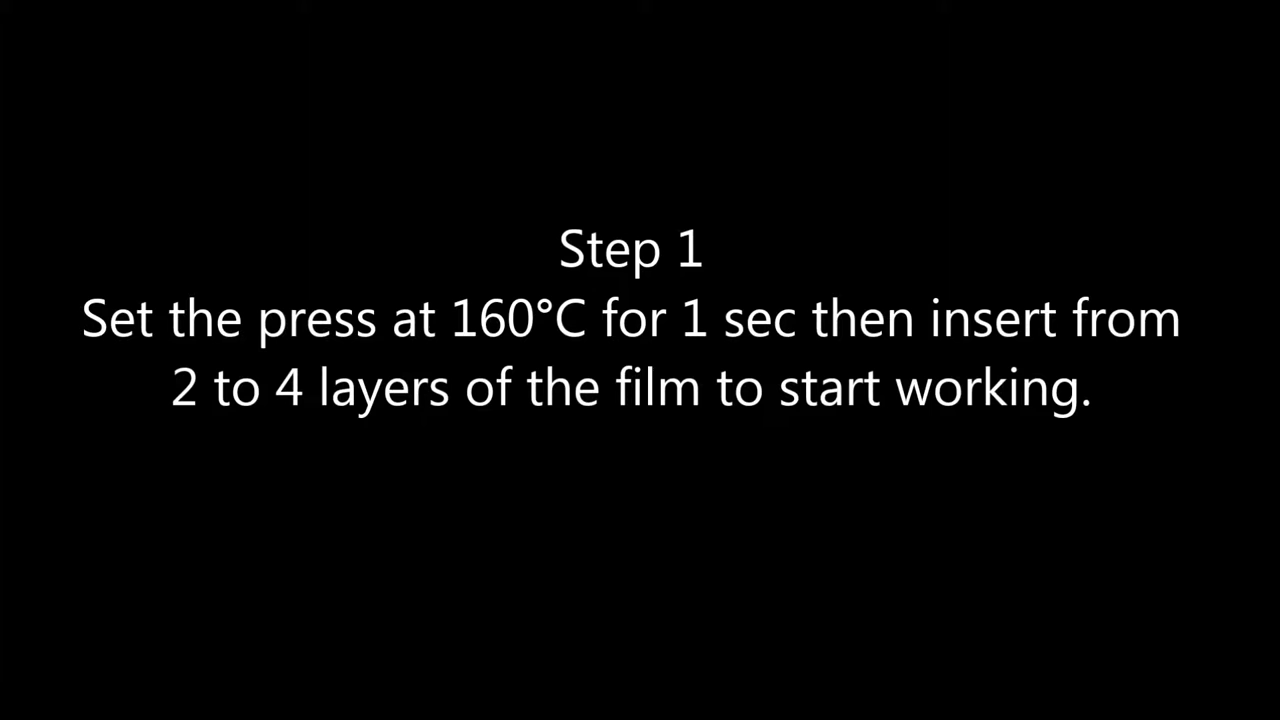 Step 1
Set the press at 160°C for 1 sec then insert from
2 to 4 layers of the film to start working.